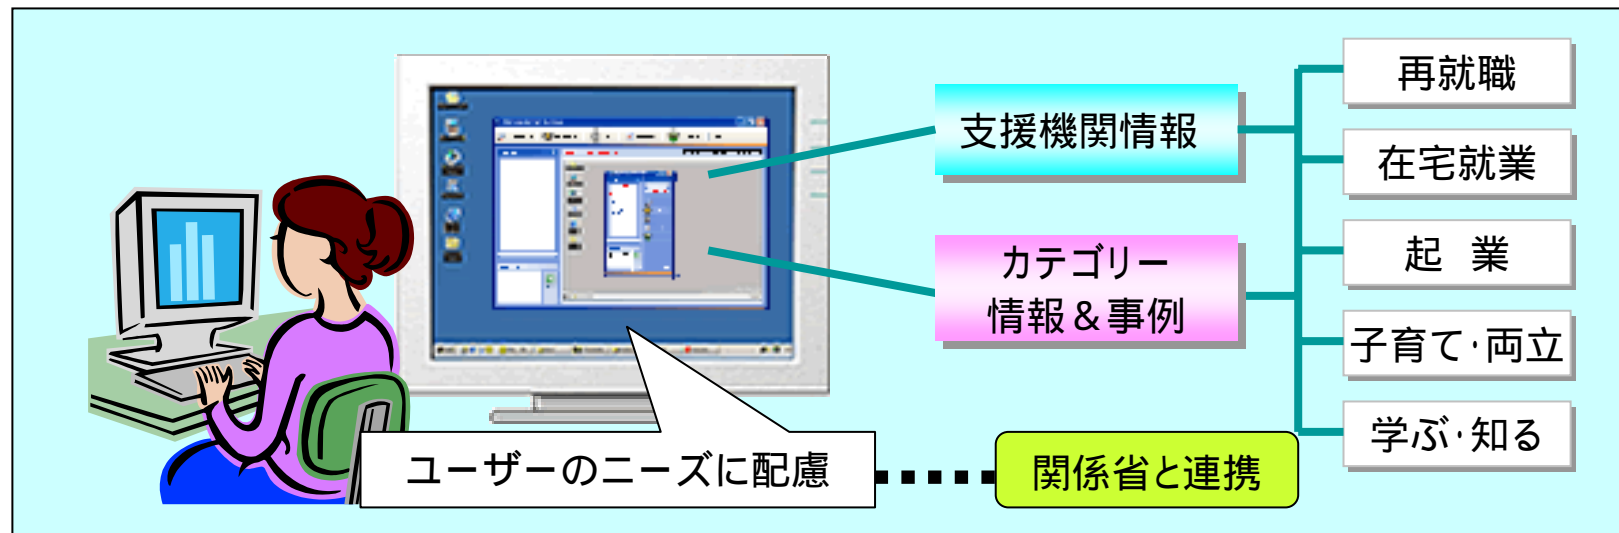 支援機関情報
カテゴリー
情報＆事例
再就職
在宅就業
起　業
子育て・両立
学ぶ・知る
ユーザーのニーズに配慮
関係省と連携